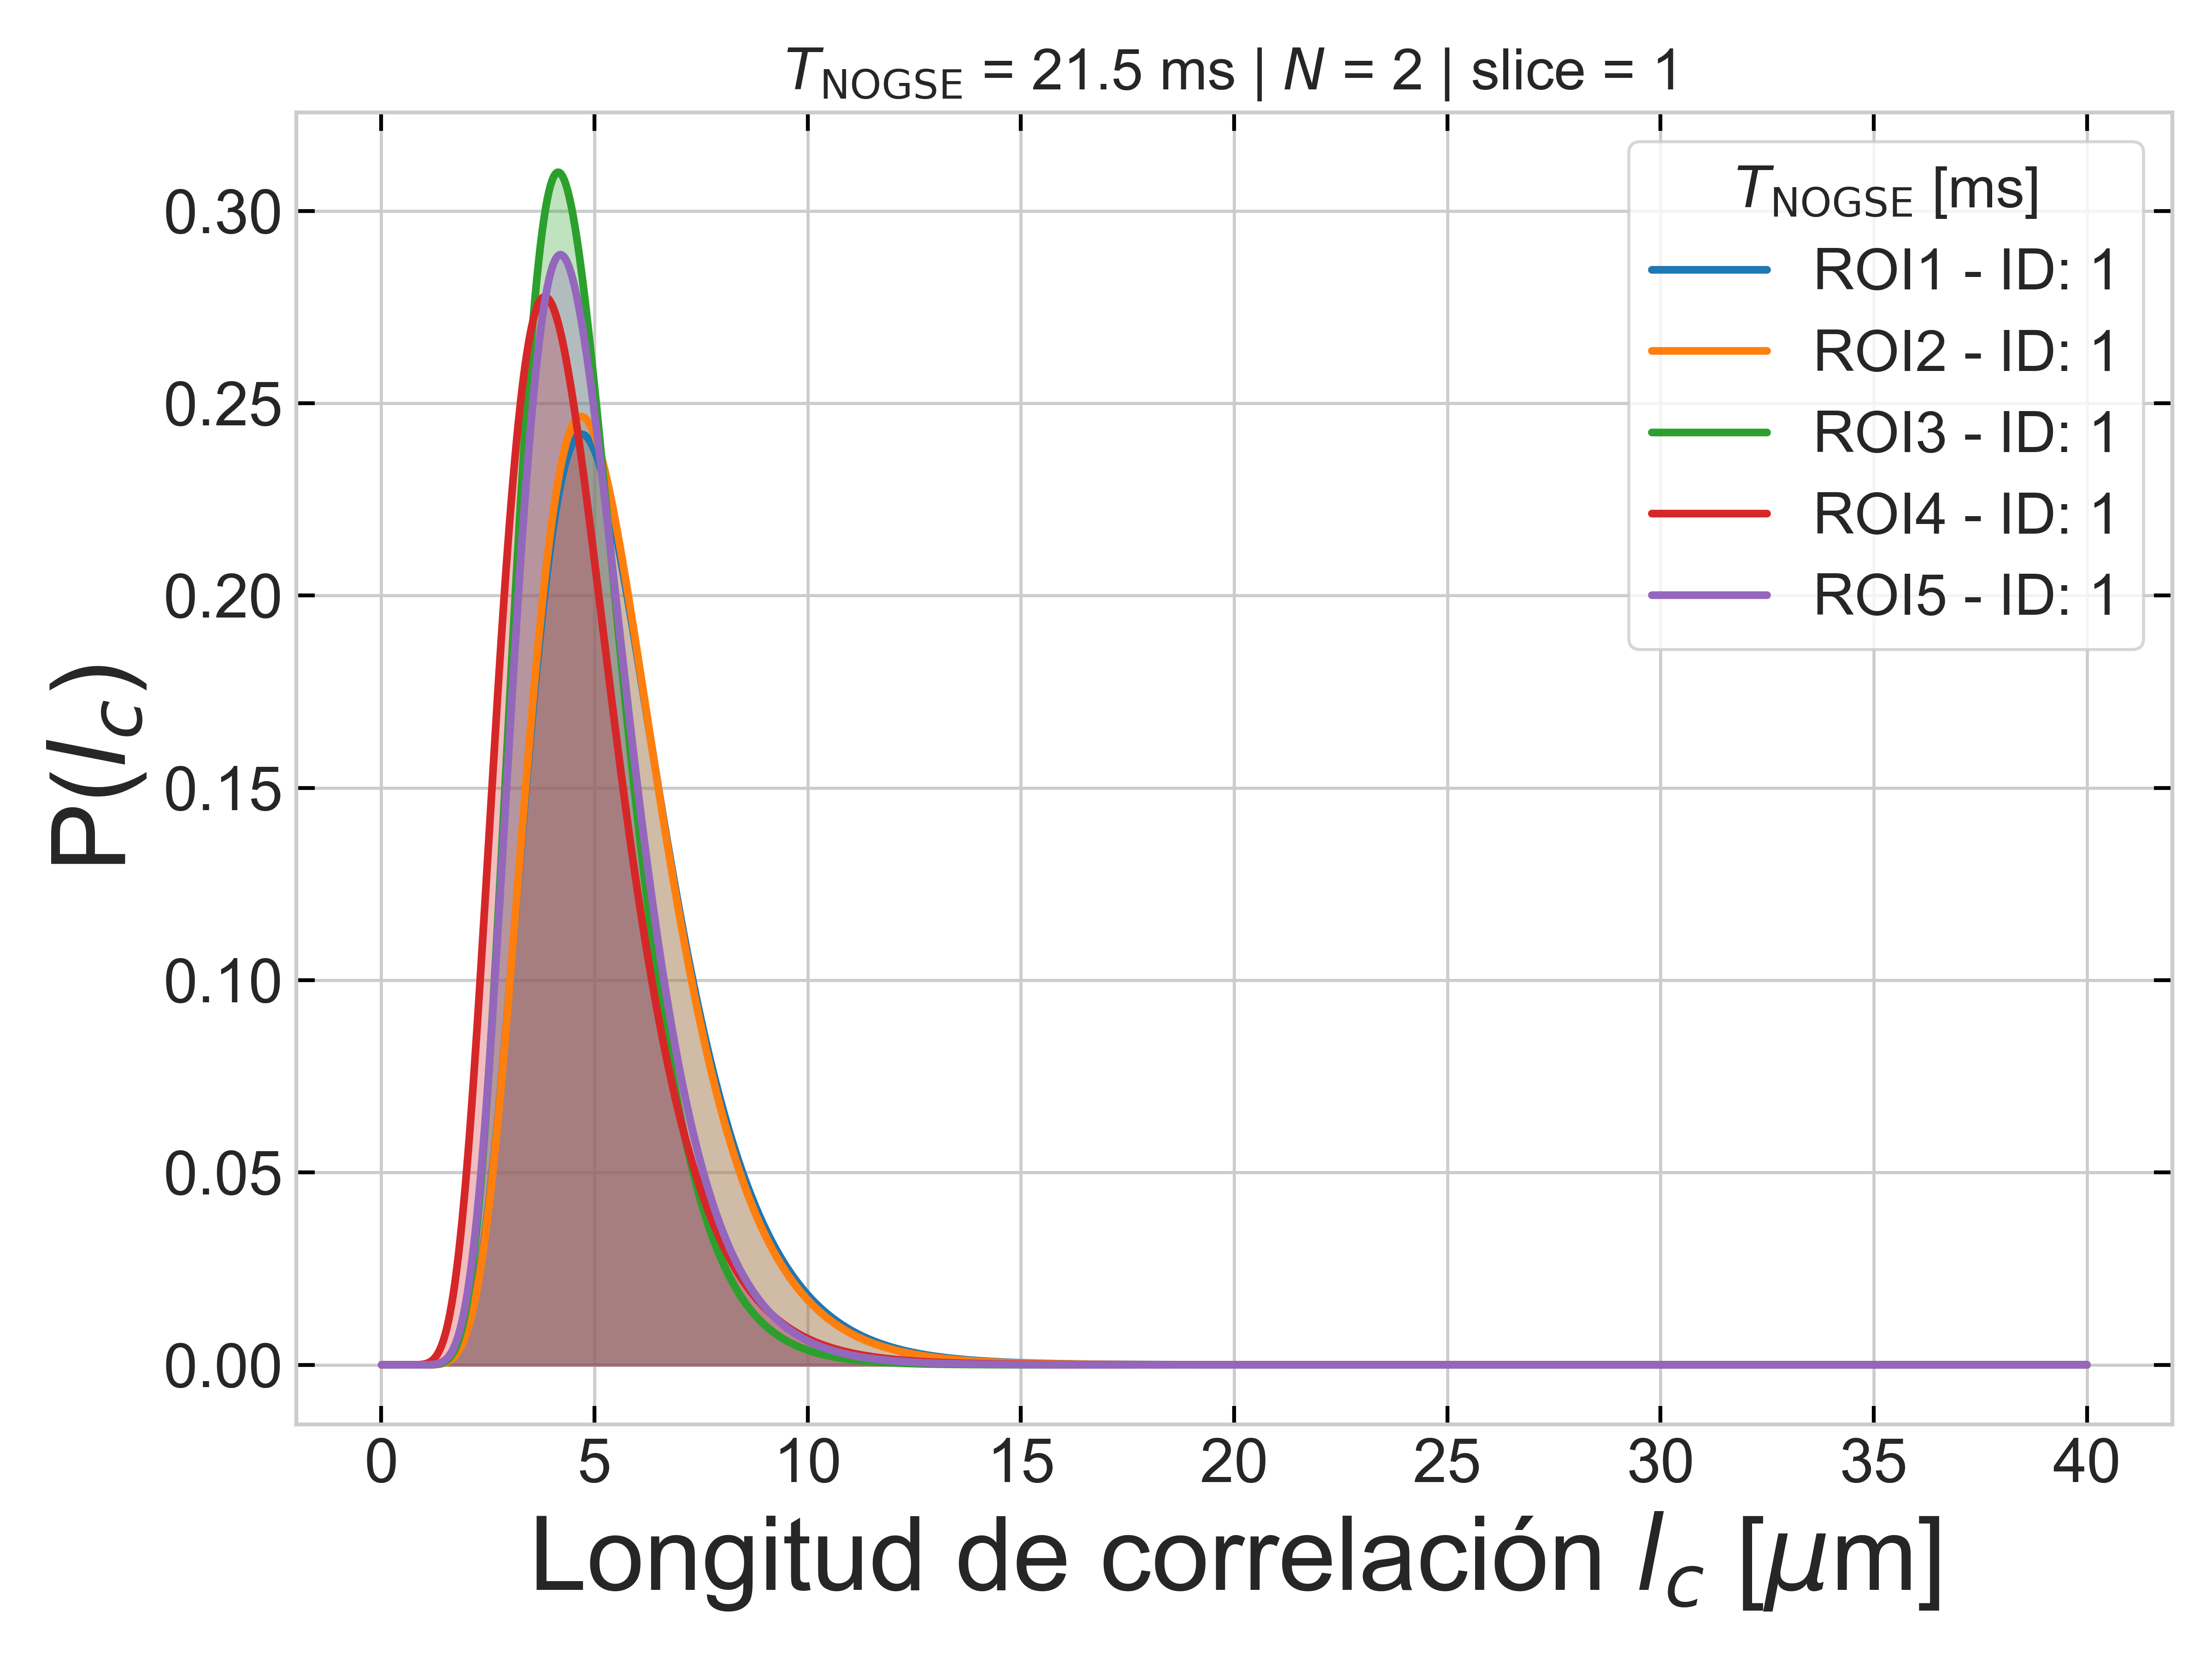 T_NOGSE = 21.5 ms | N = 2 | slice = 1
P(l_c)
0.30
0.25
0.20
0.15
0.10
0.05
0.00
T_NOGSE [ms]
ROI1 - ID: 1
ROI2 - ID: 1
ROI3 - ID: 1
ROI4 - ID: 1
ROI5 - ID: 1
0 5 10 15 20 25 30 35 40
Longitud de correlación l_c [μm]